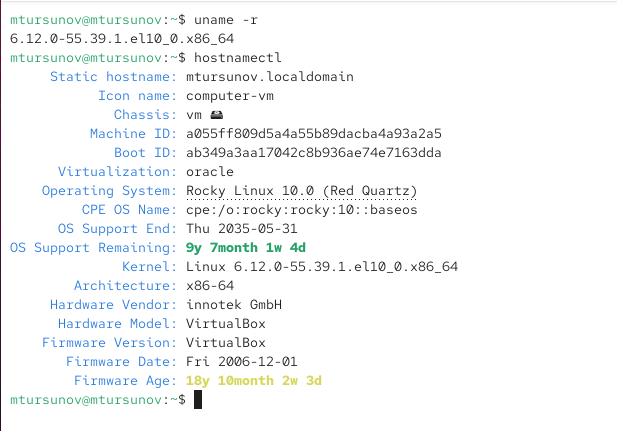 mtursunov@mtursunov:~$ uname -r
6.12.0-55.39.1.el10_0.x86_64
mtursunov@mtursunov:~$ hostnamectl
Static hostname: mtursunov.localdomain
Icon name: computer-vm
Chassis: vm 🖴
Machine ID: a055ff809d5a4a55b89dacba4a93a2a5
Boot ID: ab349a3aa17042c8b936ae74e7163dda
Virtualization: oracle
Operating System: Rocky Linux 10.0 (Red Quartz)
CPE OS Name: cpe:/o:rocky:rocky:10::baseos
OS Support End: Thu 2035-05-31
OS Support Remaining: 9y 7month 1w 4d
Kernel: Linux 6.12.0-55.39.1.el10_0.x86_64
Architecture: x86-64
Hardware Vendor: innotek GmbH
Hardware Model: VirtualBox
Firmware Version: VirtualBox
Firmware Date: Fri 2006-12-01
Firmware Age: 18y 10month 2w 3d
mtursunov@mtursunov:~$